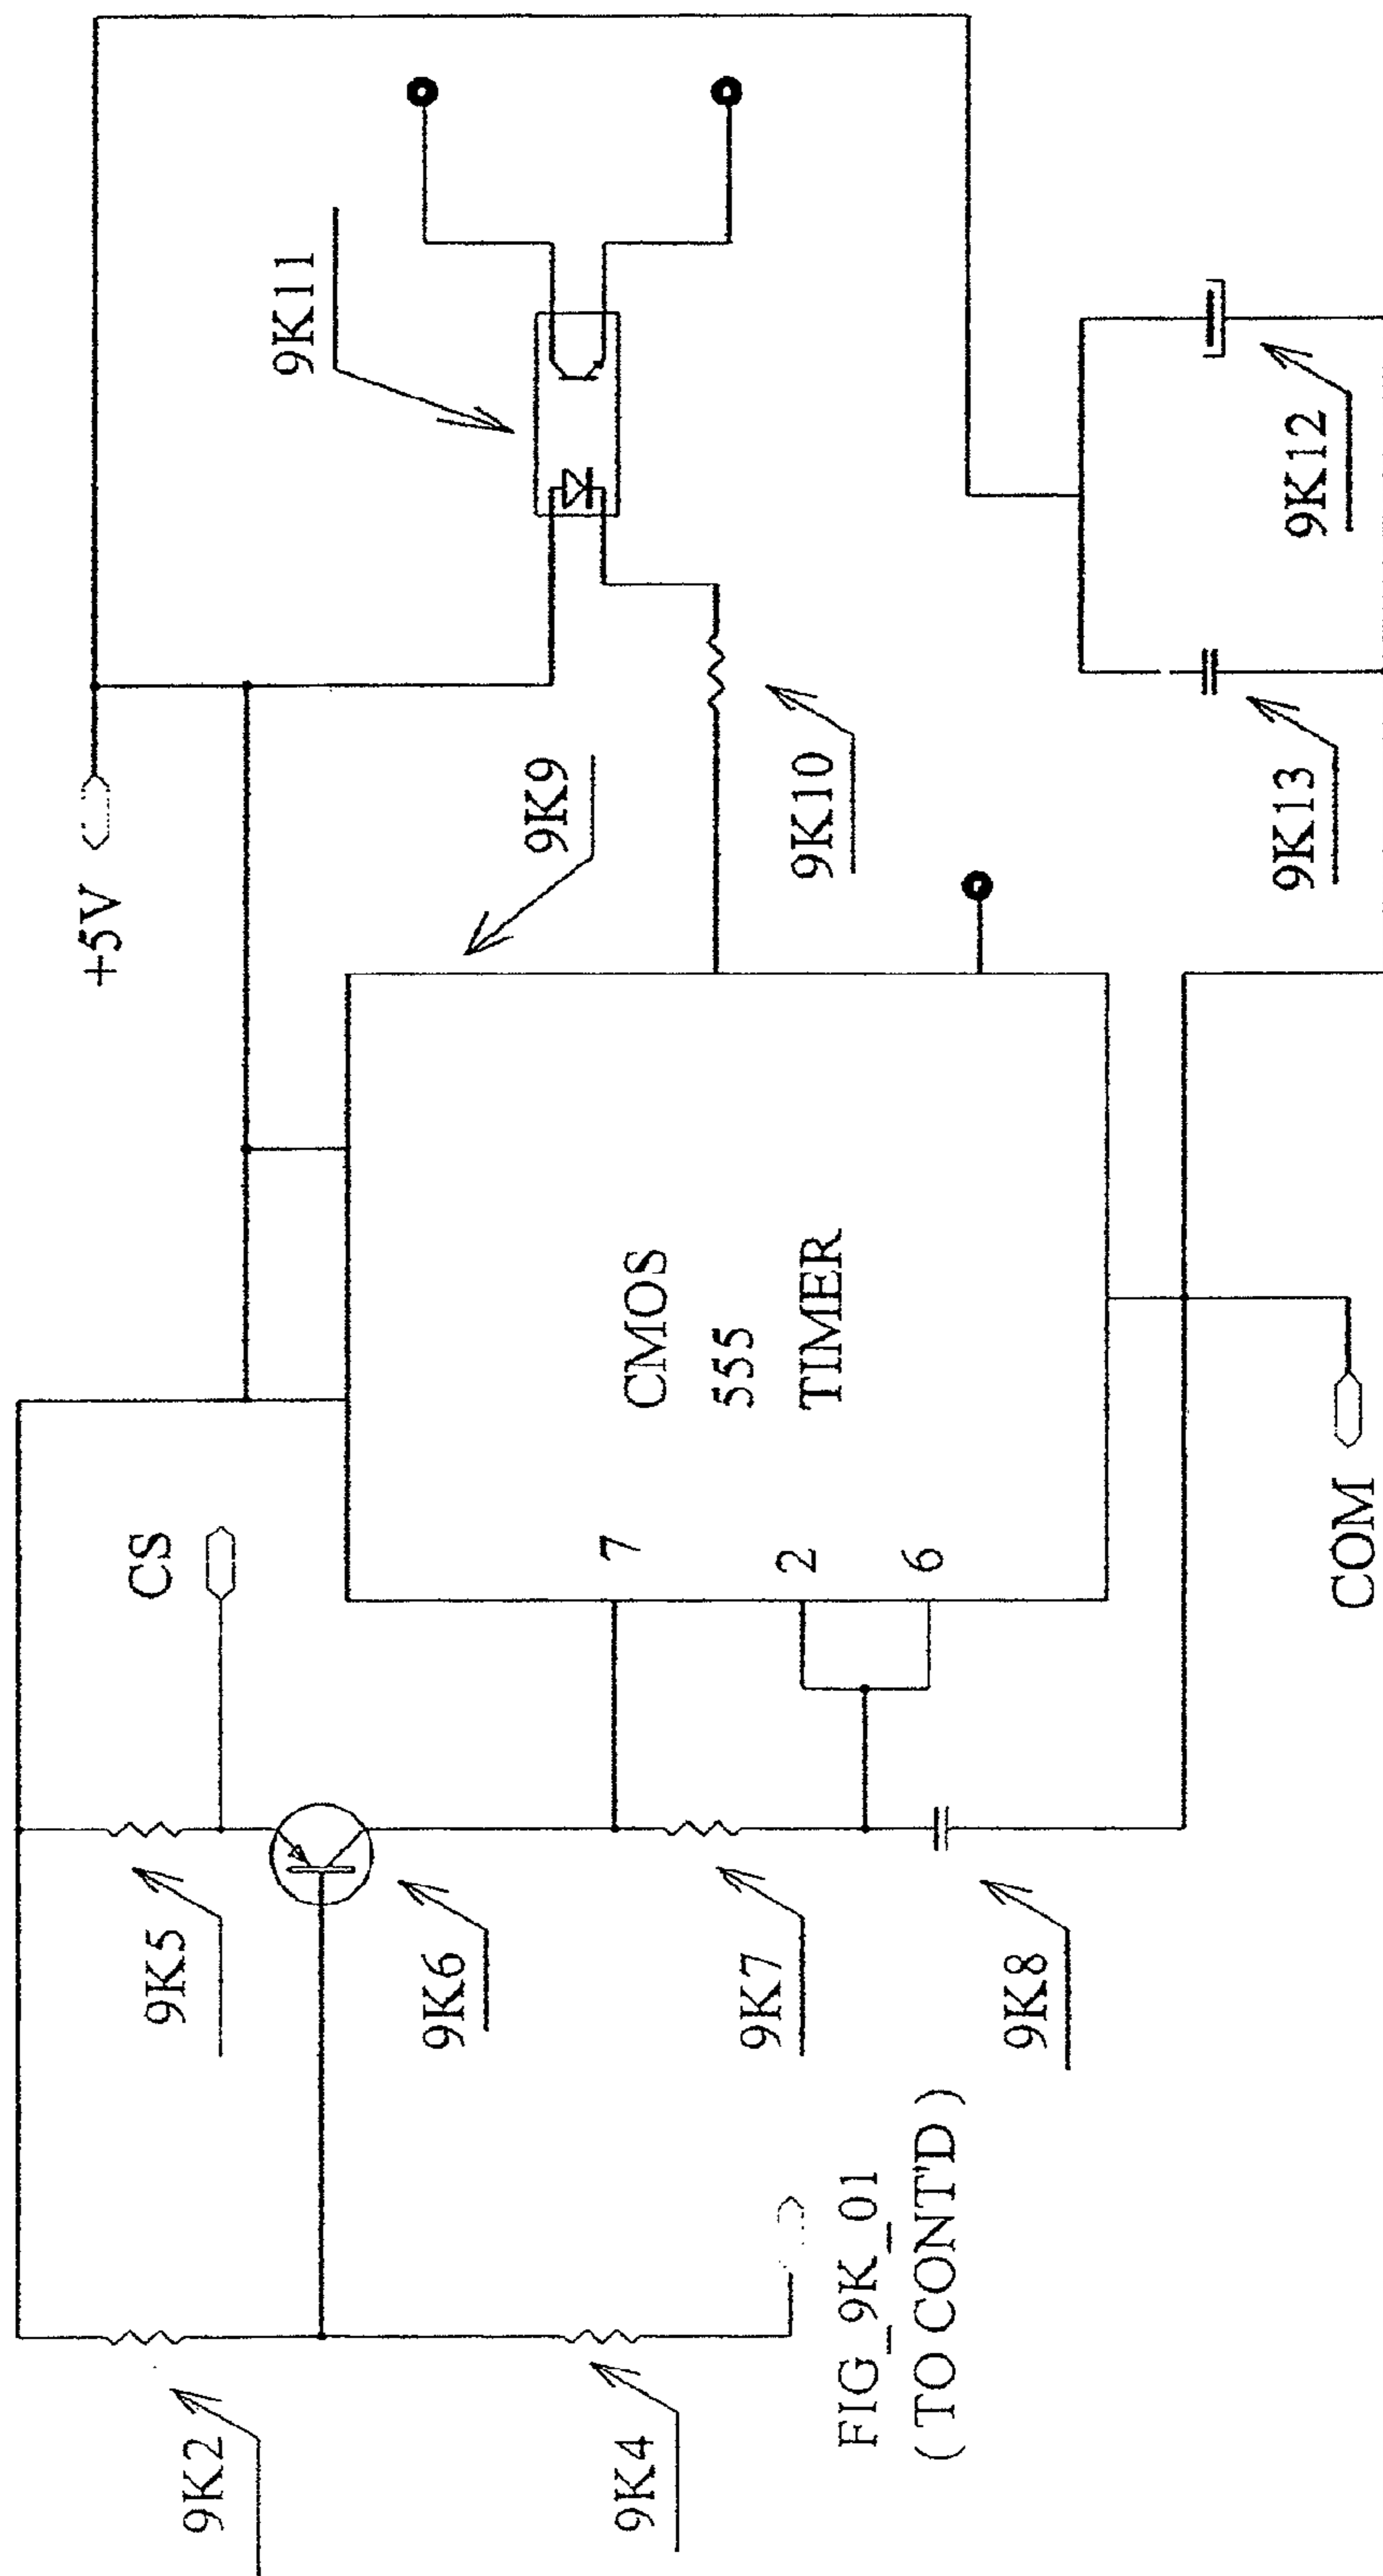 9K2
9K4
FIG_9K_01
( TO CONT'D )
9K5
9K6
9K7
9K8
CS
7
2
6
CMOS
555
TIMER
COM
+5V
9K9
9K10
9K11
9K13
9K12